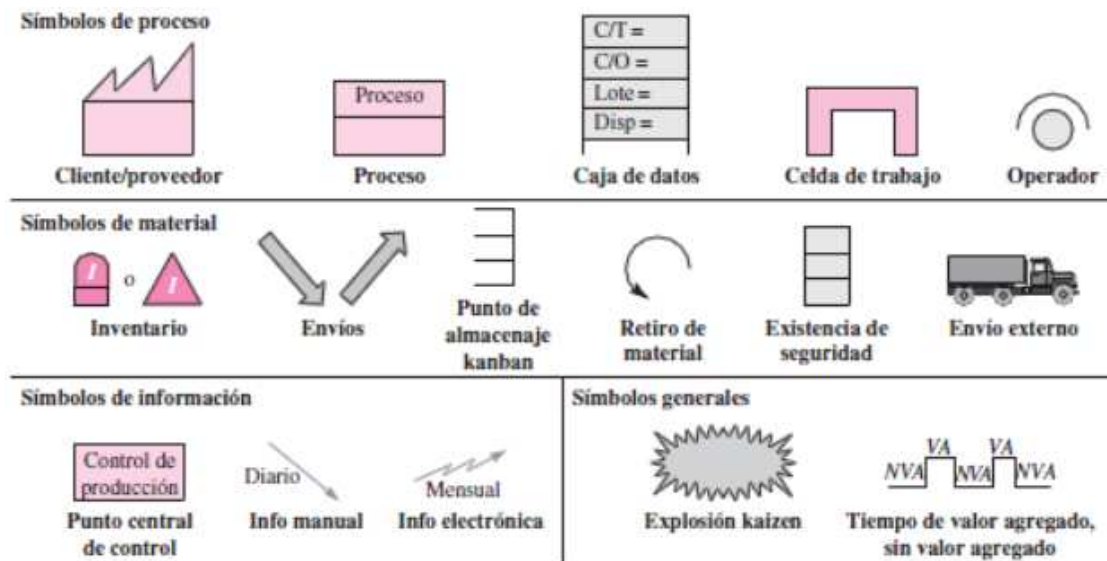 Símbolos de proceso
C/T =
C/O =
Lote =
Disp =
Proceso
Cliente/proveedor
Proceso
Caja de datos
Celda de trabajo
Operador
Símbolos de material
I o I
Inventario
Envíos
Punto de
almacenaje
kanban
Retiro de
material
Existencia de
seguridad
Envío externo
Símbolos de información
Control de
producción
Punto central
de control
Diario
Info manual
Mensual
Info electrónica
Símbolos generales
Explosión kaizen
VA VA
NVA NVA NVA
Tiempo de valor agregado,
sin valor agregado